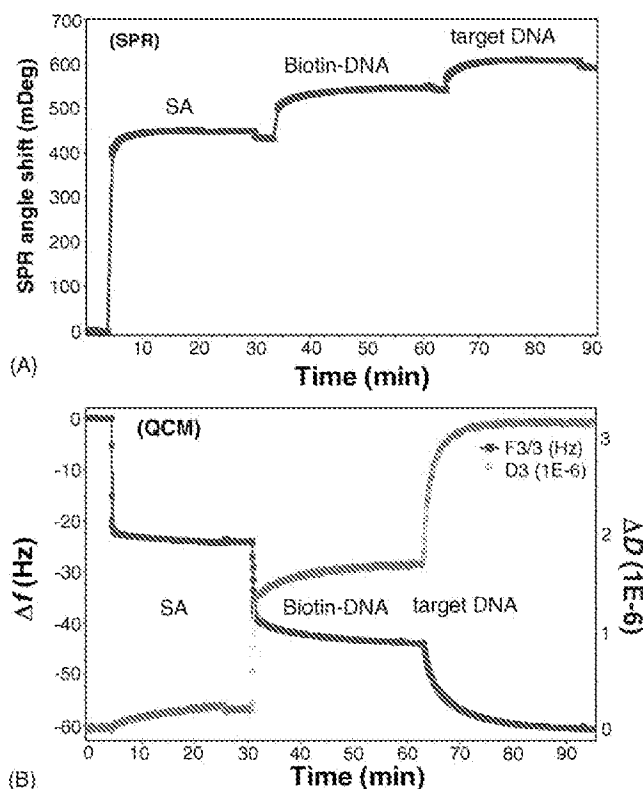 700
(SPR)
target DNA
600
Biotin-DNA
500
SA
400
300
200
100
0
SPR angle shift (mDeg)
10 20 30 40 50 60 70 80 90
(A)
Time (min)
0
(QCM)
3
F3/3 (Hz)
D3 (1E-6)
-10
-20
2
-30
SA
Biotin-DNA
target DNA
-40
1
-50
-60
0
Δf (Hz)
ΔD (1E-6)
0 10 20 30 40 50 60 70 80 90
(B)
Time (min)